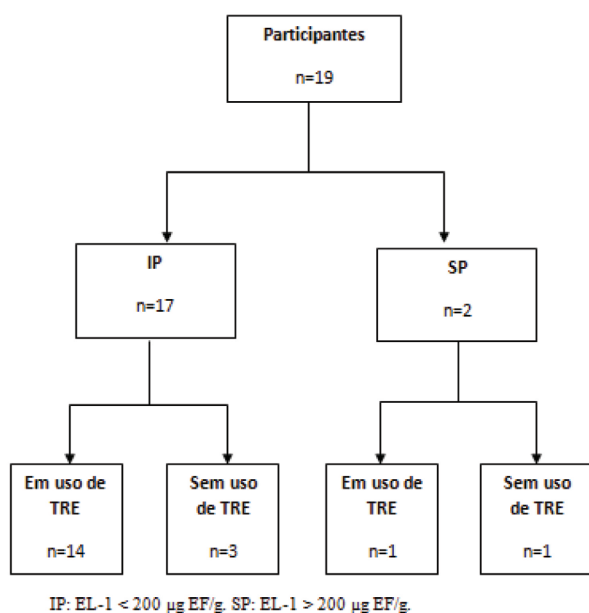 Participantes
n=19
IP
n=17
SP
n=2
Em uso de
TRE
n=14
Sem uso
de TRE
n=3
Em uso de
TRE
n=1
Sem uso
de TRE
n=1
IP: EL-1 < 200 µg EF/g. SP: EL-1 > 200 µg EF/g.